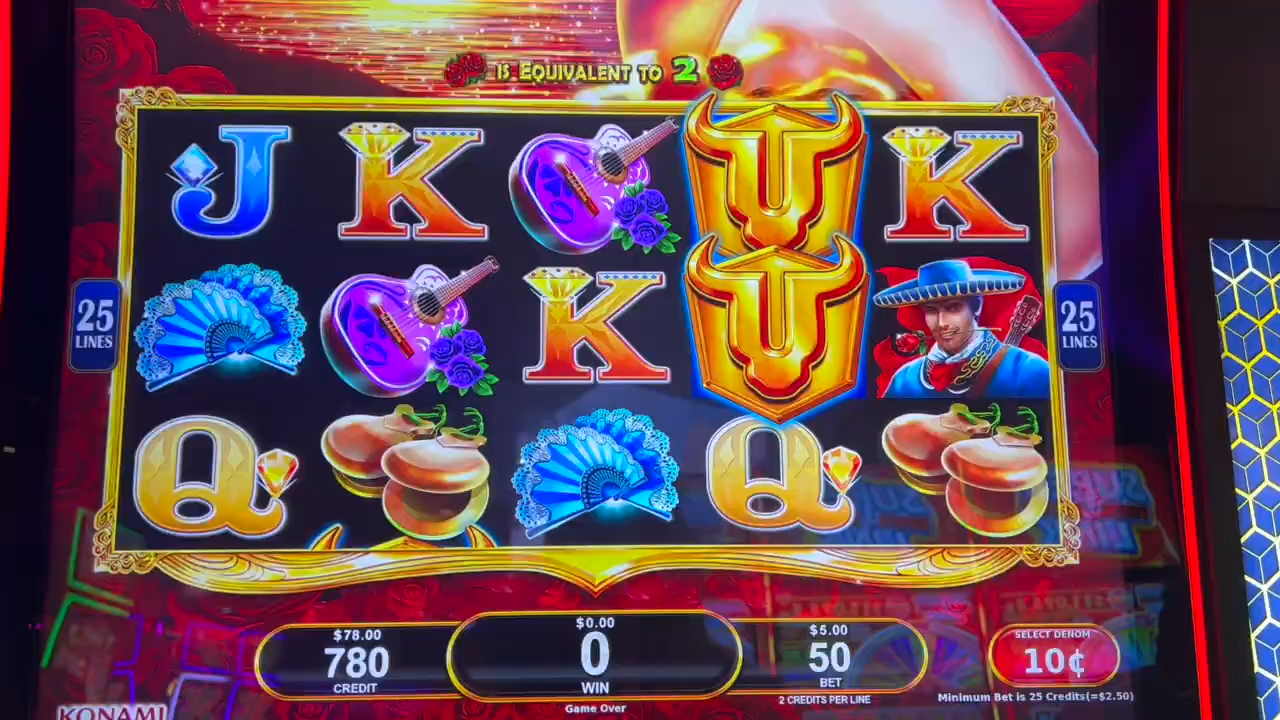 IS EQUIVALENT TO 2
J K K
25
LINES
K
25
LINES
Q Q
$78.00
780
CREDIT
$0.00
0
WIN
Game Over
$5.00
50
BET
2 CREDITS PER LINE
SELECT DENOM
10¢
Minimum Bet is 25 Credits(=$2.50)
KONAMI